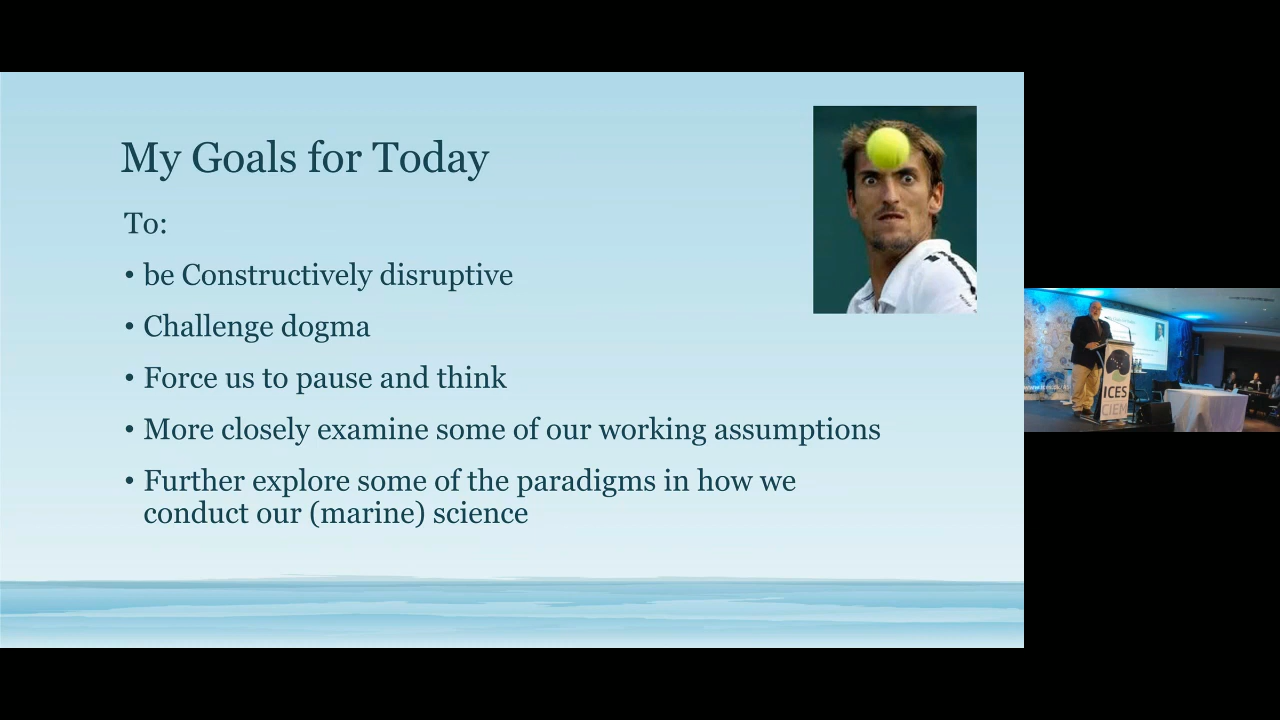 My Goals for Today
To:
• be Constructively disruptive
• Challenge dogma
• Force us to pause and think
• More closely examine some of our working assumptions
• Further explore some of the paradigms in how we
conduct our (marine) science
ICES
CIEM